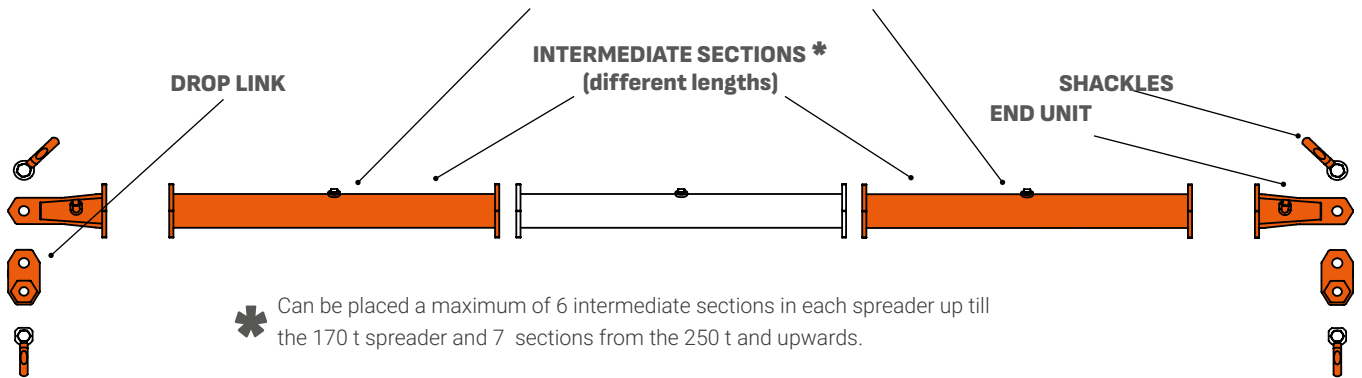 INTERMEDIATE SECTIONS *
(different lengths)
DROP LINK
SHACKLES
END UNIT
* Can be placed a maximum of 6 intermediate sections in each spreader up till
the 170 t spreader and 7 sections from the 250 t and upwards.